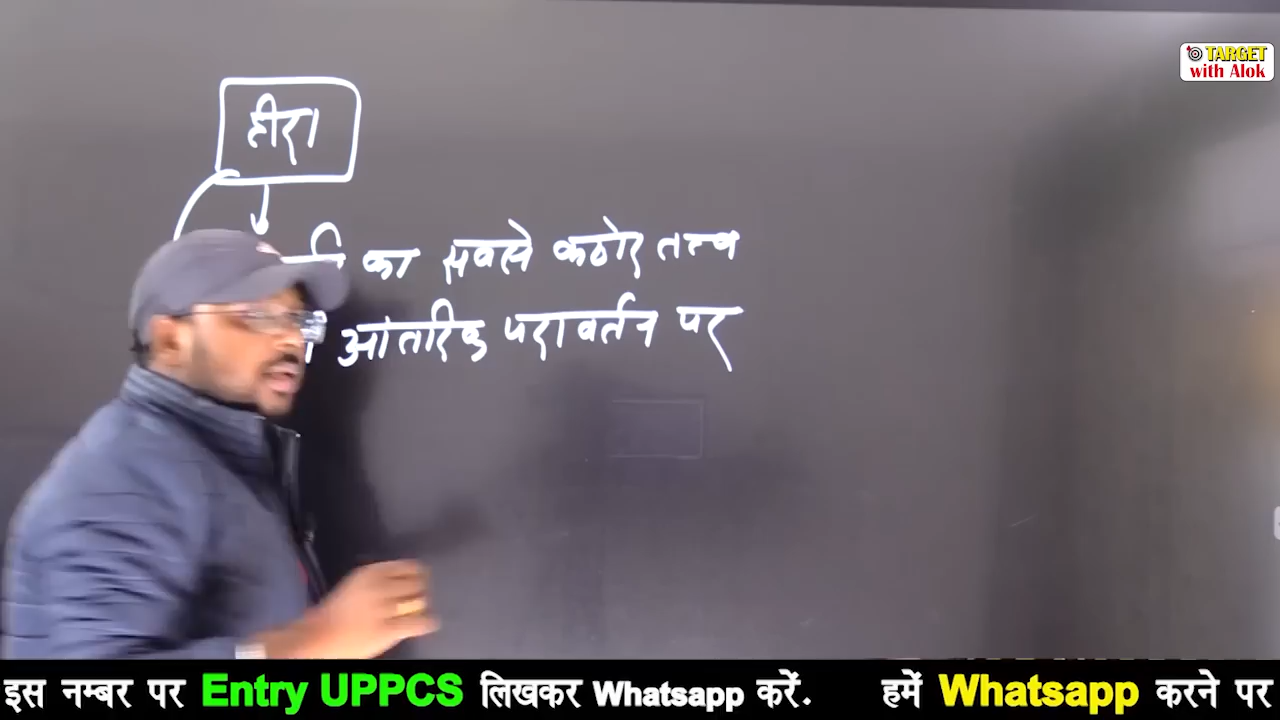 TARGET
with Alok
हीरा
का सबसे कठोर तत्व
आंतरिक परावर्तन पर
इस नम्बर पर Entry UPPCS लिखकर Whatsapp करें. हमें Whatsapp करने पर